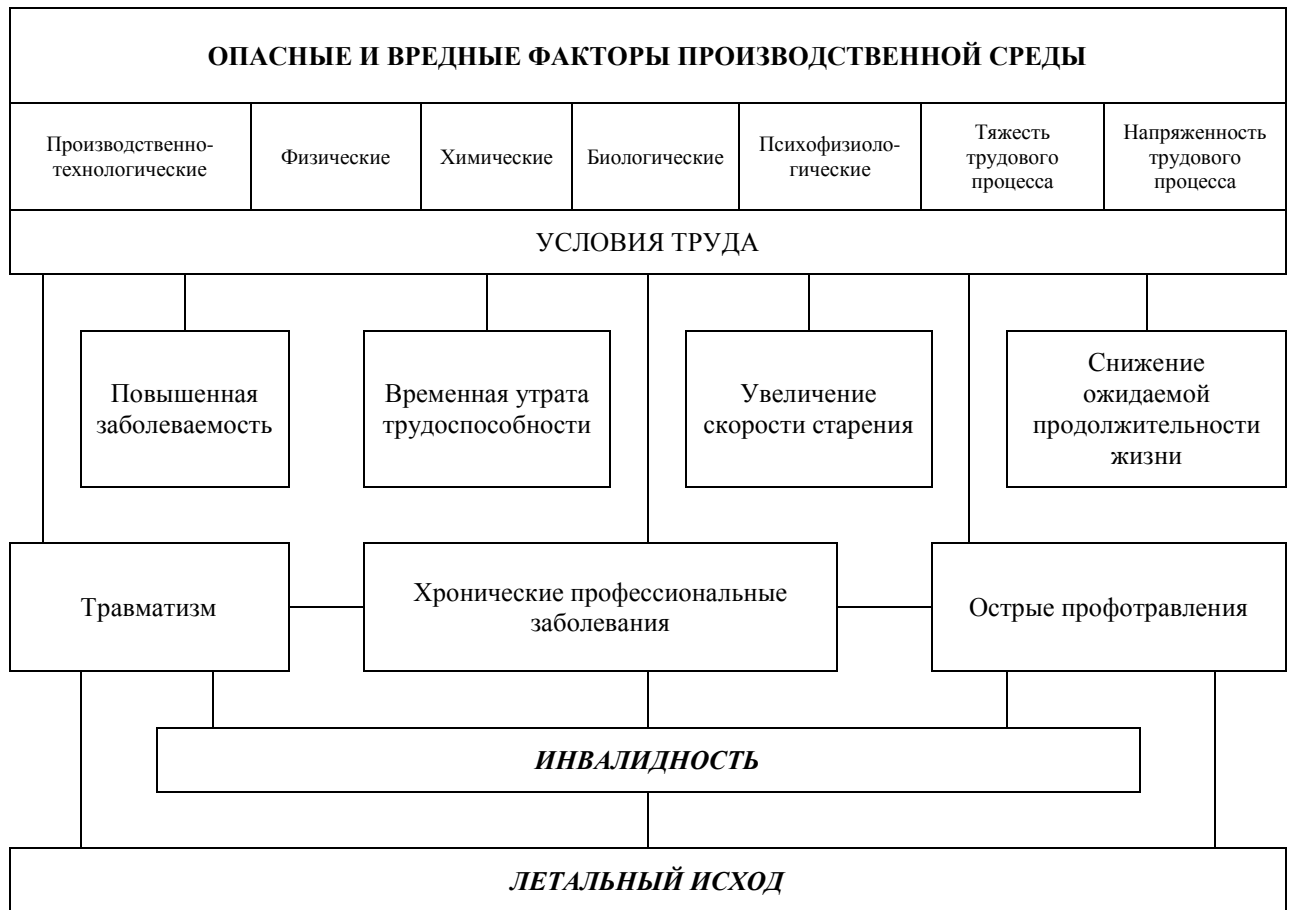 ОПАСНЫЕ И ВРЕДНЫЕ ФАКТОРЫ ПРОИЗВОДСТВЕННОЙ СРЕДЫ
Производственно-
технологические
Физические
Химические
Биологические
Психофизиоло-
гические
Тяжесть
трудового
процесса
Напряженность
трудового
процесса
УСЛОВИЯ ТРУДА
Повышенная
заболеваемость
Временная утрата
трудоспособности
Увеличение
скорости старения
Снижение
ожидаемой
продолжительности
жизни
Травматизм
Хронические профессиональные
заболевания
Острые профотравления
ИНВАЛИДНОСТЬ
ЛЕТАЛЬНЫЙ ИСХОД